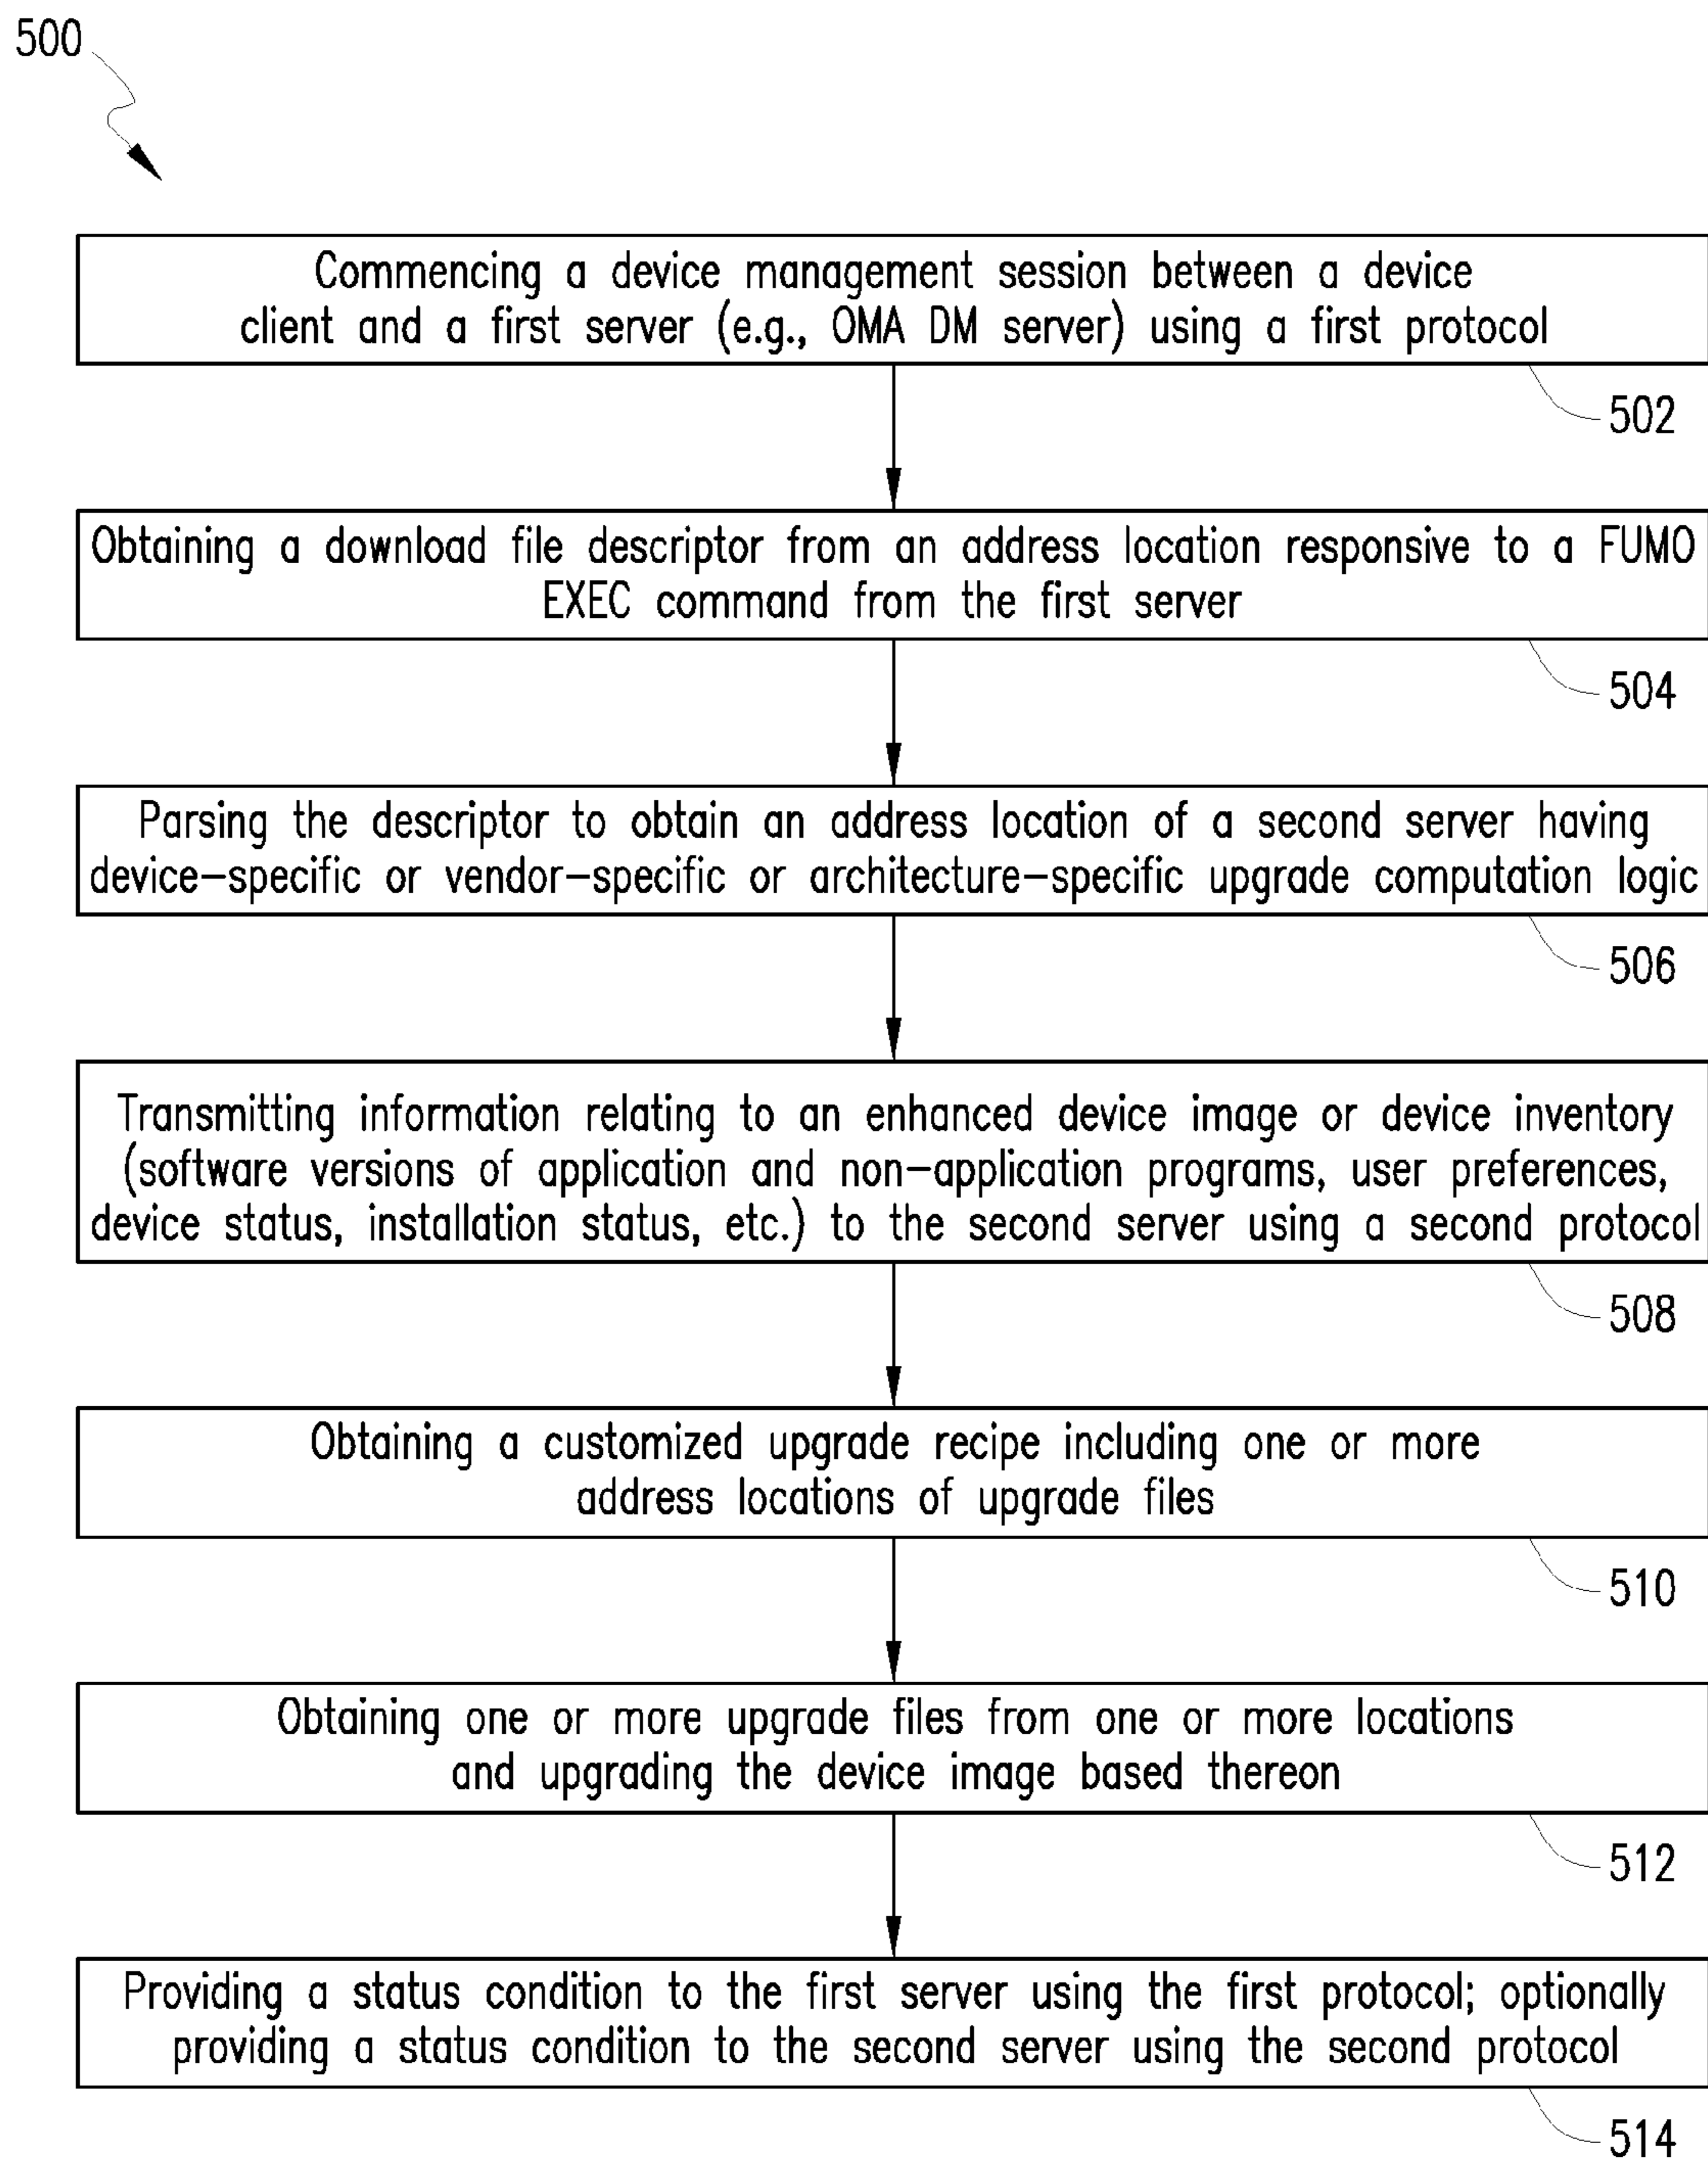 500
Commencing a device management session between a device
client and a first server (e.g., OMA DM server) using a first protocol
502
Obtaining a download file descriptor from an address location responsive to a FUMO
EXEC command from the first server
504
Parsing the descriptor to obtain an address location of a second server having
device-specific or vendor-specific or architecture-specific upgrade computation logic
506
Transmitting information relating to an enhanced device image or device inventory
(software versions of application and non-application programs, user preferences,
device status, installation status, etc.) to the second server using a second protocol
508
Obtaining a customized upgrade recipe including one or more
address locations of upgrade files
510
Obtaining one or more upgrade files from one or more locations
and upgrading the device image based thereon
512
Providing a status condition to the first server using the first protocol; optionally
providing a status condition to the second server using the second protocol
514